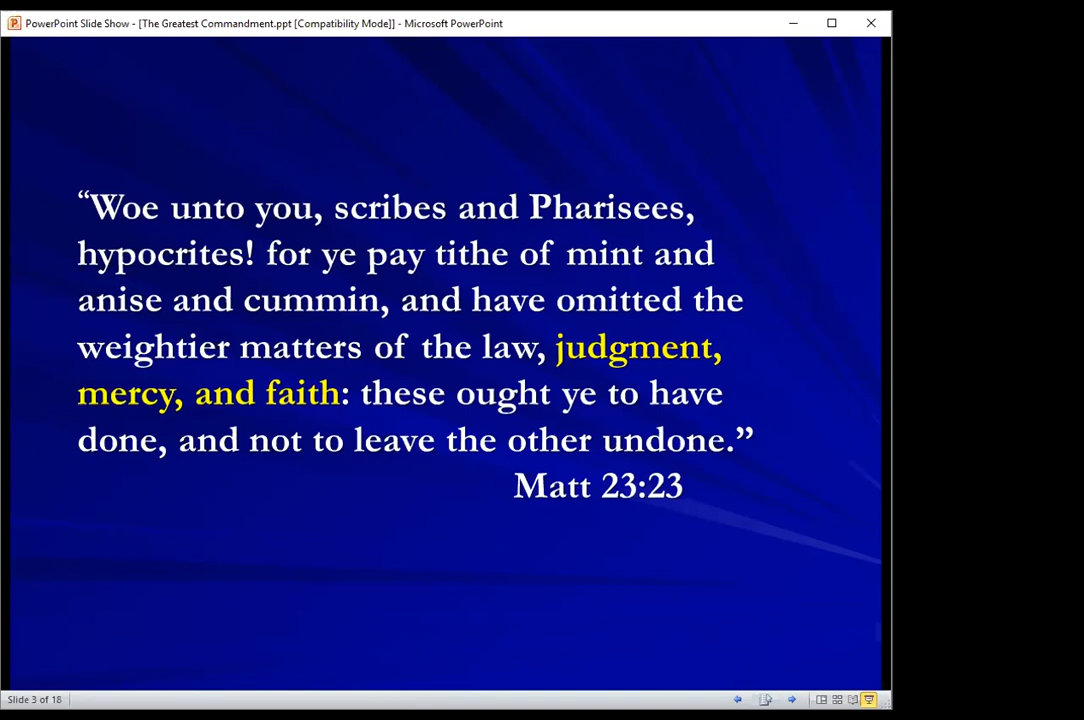 PowerPoint Slide Show - [The Greatest Commandment.ppt [Compatibility Mode]] - Microsoft PowerPoint
“Woe unto you, scribes and Pharisees,
hypocrites! for ye pay tithe of mint and
anise and cummin, and have omitted the
weightier matters of the law, judgment,
mercy, and faith: these ought ye to have
done, and not to leave the other undone.”
Matt 23:23
Slide 3 of 18